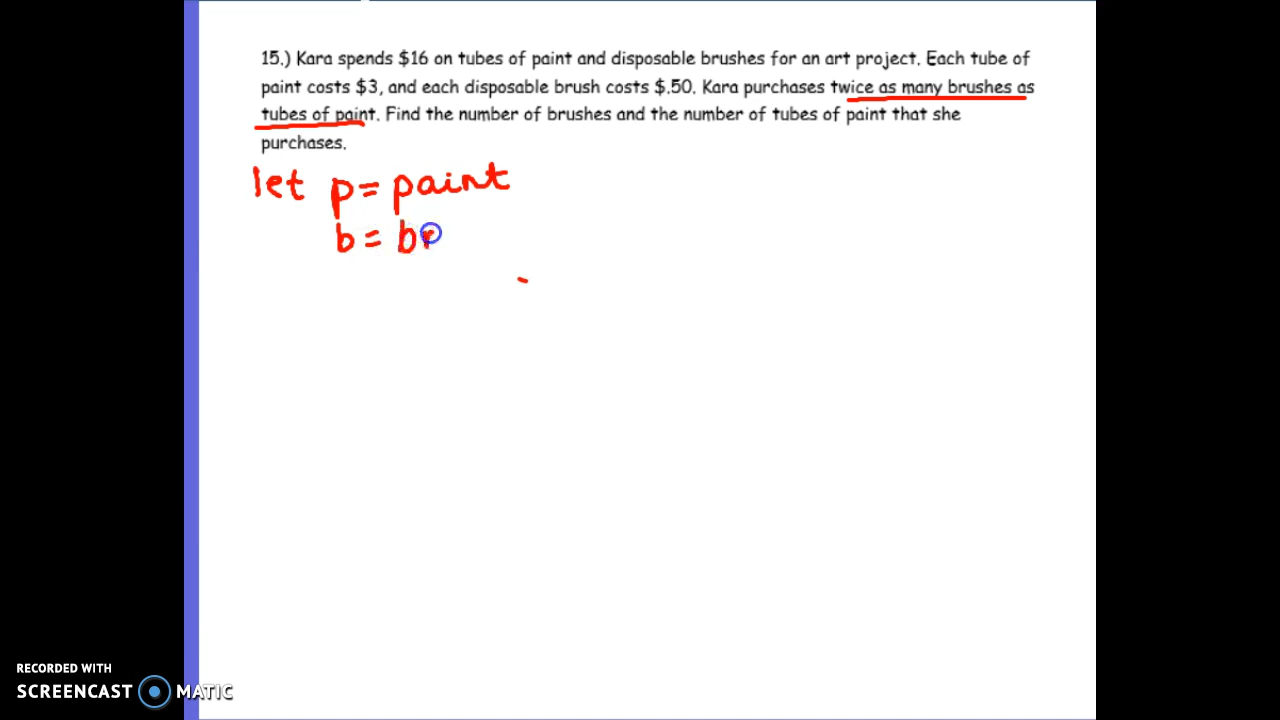 15.) Kara spends $16 on tubes of paint and disposable brushes for an art project. Each tube of
paint costs $3, and each disposable brush costs $.50. Kara purchases twice as many brushes as
tubes of paint. Find the number of brushes and the number of tubes of paint that she
purchases.
let p = paint
b = br
RECORDED WITH
SCREENCAST MATIC